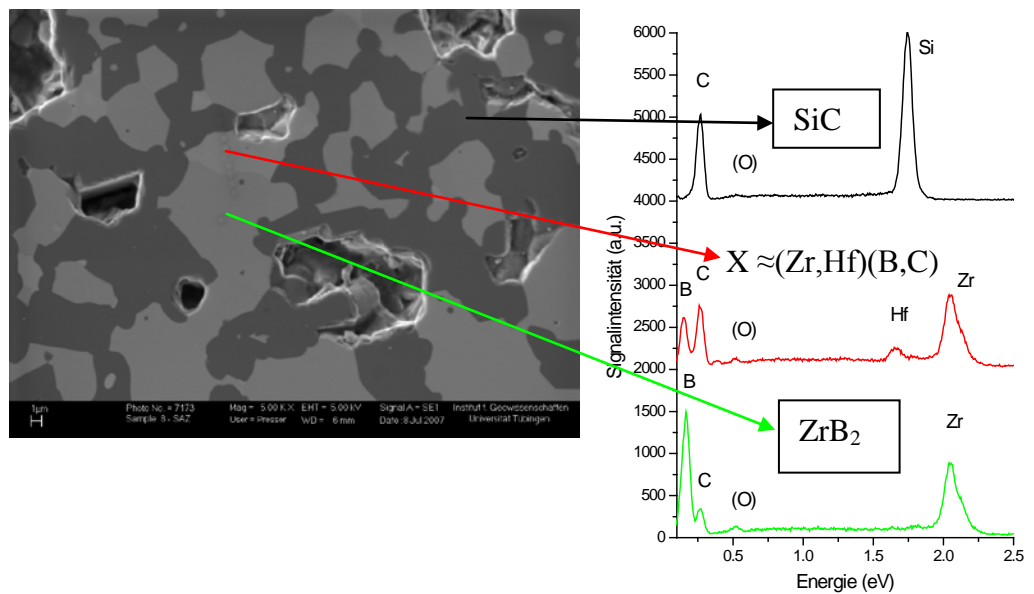 1µm
Photo No. = 7173
Sample 8 - SAZ
Mag = 5.00 K X
User = Presser
EHT = 5.00 kV
WD = 6 mm
Signal A = SE1
Date :8 Jul 2007
Institut f. Geowissenschaften
Universität Tübingen
Signalintensität (a.u.)
6000
5500
5000
4500
4000
3500
3000
2500
2000
1500
1000
500
0
C
(O)
Si
SiC
X ≈(Zr,Hf)(B,C)
B
C
(O)
Hf
Zr
B
C
(O)
ZrB₂
Zr
0.5
1.0
1.5
2.0
2.5
Energie (eV)